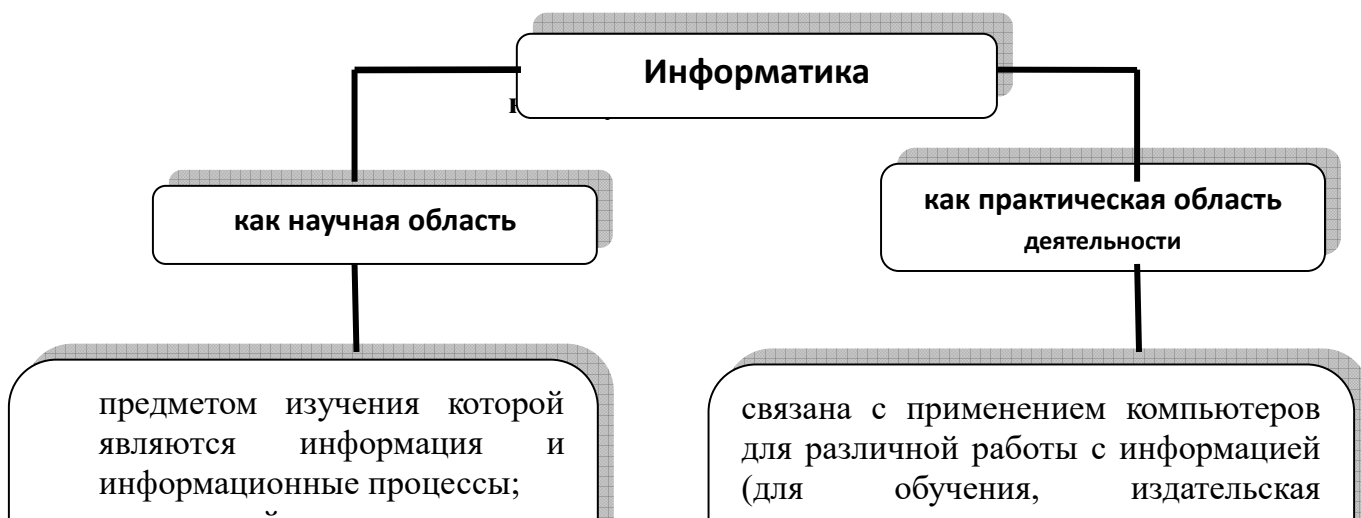 Информатика
как научная область
как практическая область
деятельности
предметом изучения которой
являются информация и
информационные процессы;
связана с применением компьютеров
для различной работы с информацией
(для обучения, издательская